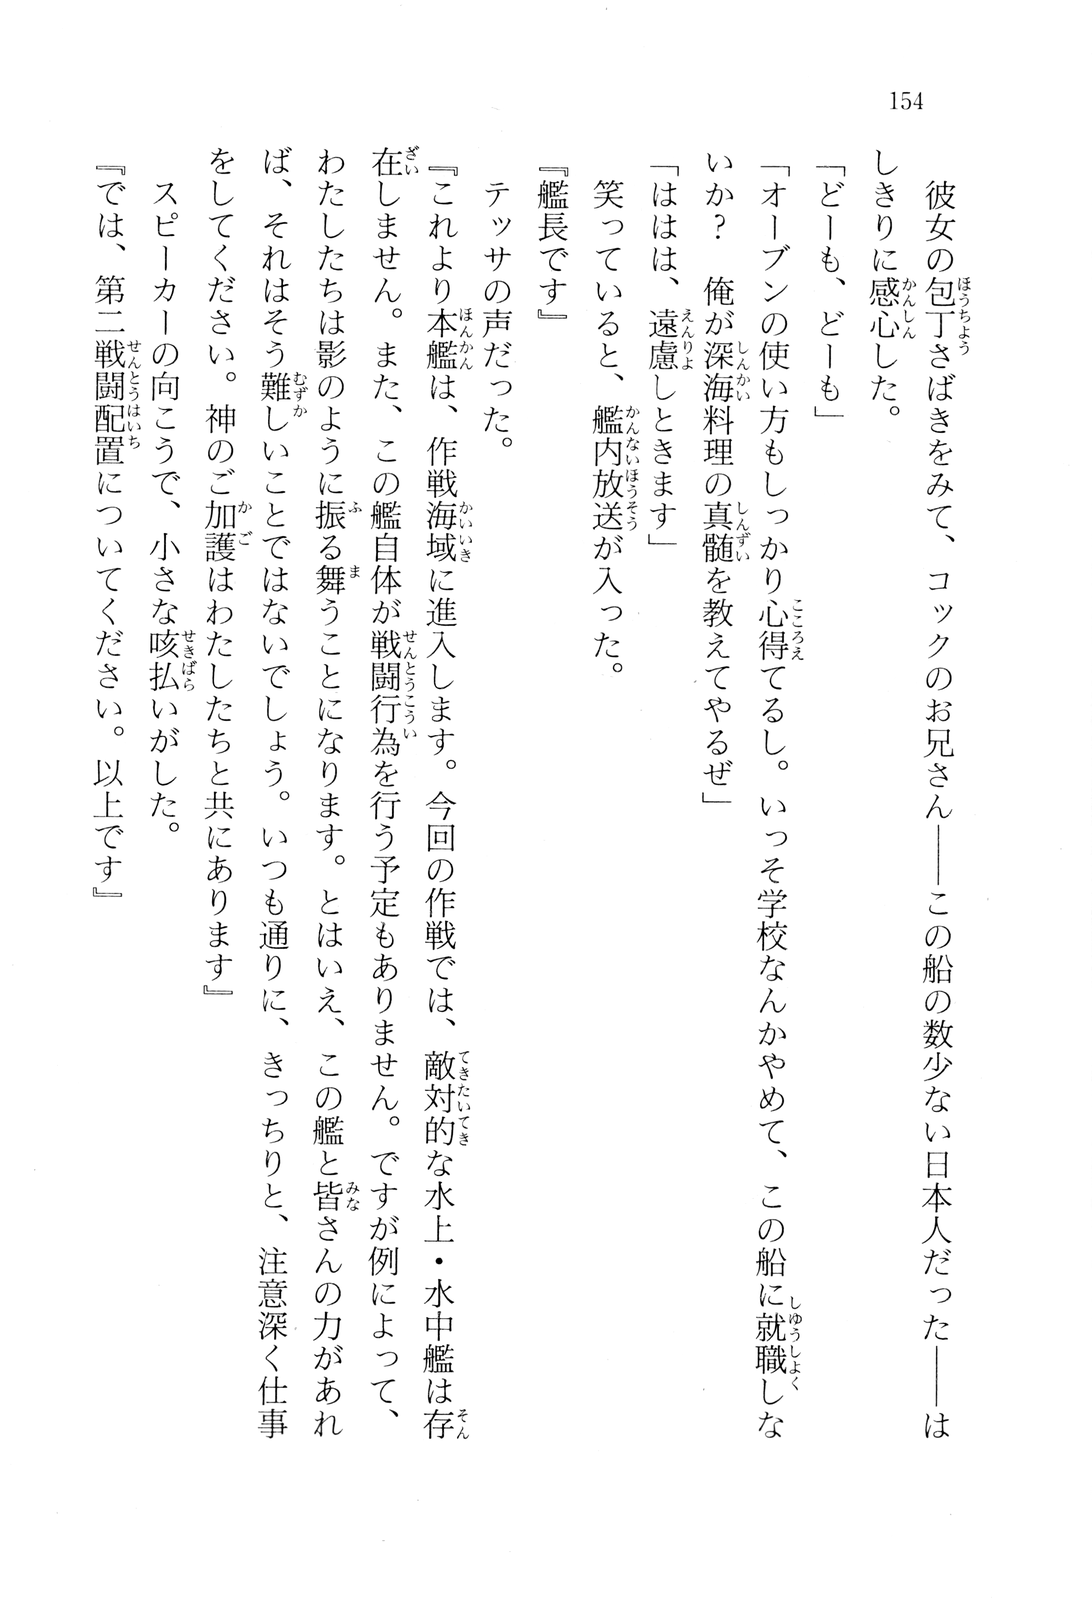 154
彼女の包丁さばきをみて、コックのお兄さん――この船の数少ない日本人だった――は
しきりに感心した。
「どーも、どーも」
「オーブンの使い方もしっかり心得てるし。いっそ学校なんかやめて、この船に就職しな
いか？　俺が深海料理の真髄を教えてやるぜ」
「ははは、遠慮しときます」
笑っていると、艦内放送が入った。
『艦長です』
テッサの声だった。
『これより本艦は、作戦海域に進入します。今回の作戦では、敵対的な水上・水中艦は存
在しません。また、この艦自体が戦闘行為を行う予定もありません。ですが例によって、
わたしたちは影のように振る舞うことになります。とはいえ、この艦と皆さんの力があれ
ば、それはそう難しいことではないでしょう。いつも通りに、きっちりと、注意深く仕事
をしてください。神のご加護はわたしたちと共にあります』
スピーカーの向こうで、小さな咳払いがした。
『では、第二戦闘配置についてください。以上です』